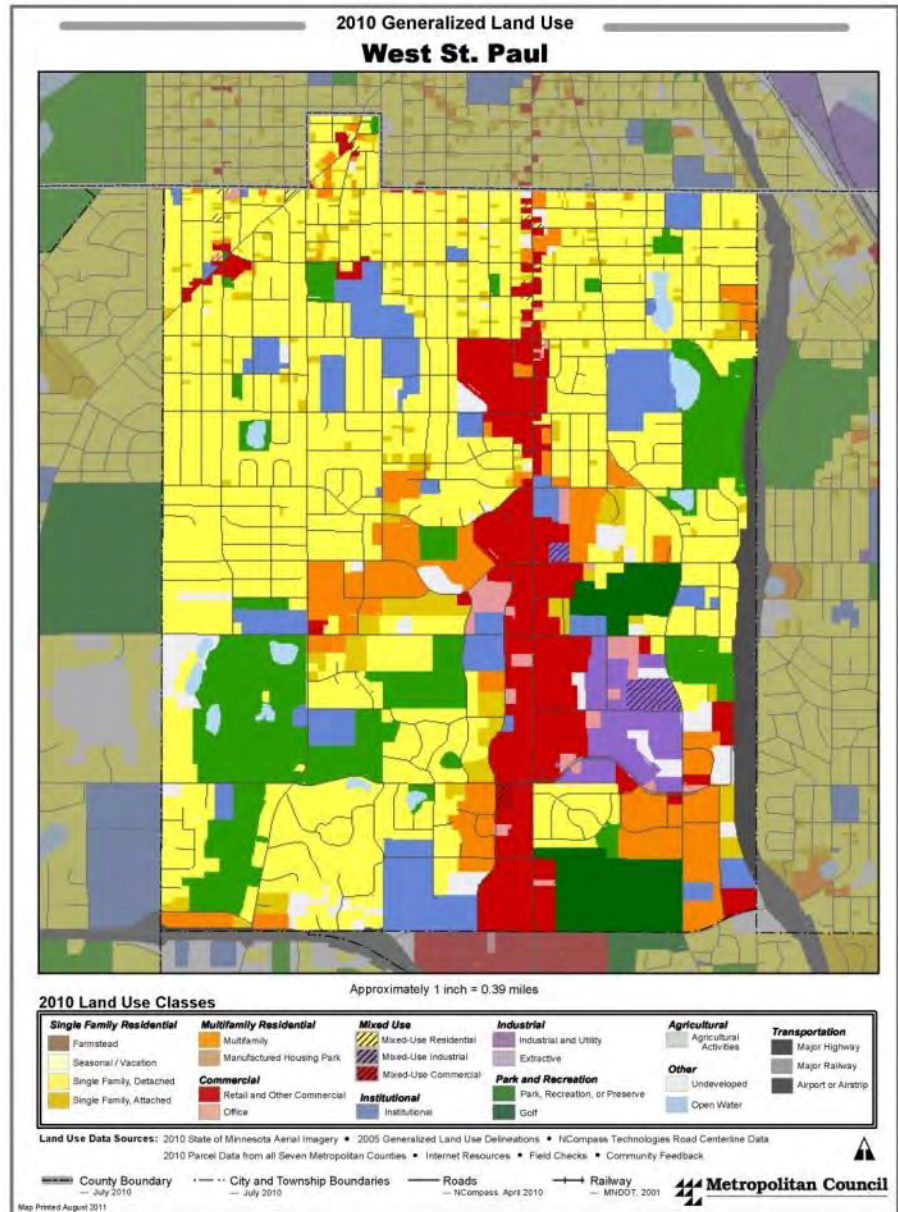 2010 Generalized Land Use
West St. Paul
Approximately 1 inch = 0.39 miles
2010 Land Use Classes
Single Family Residential
Farmstead
Seasonal / Vacation
Single Family, Detached
Single Family, Attached
Multifamily Residential
Multifamily
Manufactured Housing Park
Commercial
Retail and Other Commercial
Office
Mixed Use
Mixed-Use Residential
Mixed-Use Industrial
Mixed-Use Commercial
Institutional
Institutional
Industrial
Industrial and Utility
Extractive
Park and Recreation
Park, Recreation, or Preserve
Golf
Agricultural
Agricultural Activities
Other
Undeveloped
Open Water
Transportation
Major Highway
Major Railway
Airport or Airstrip
Land Use Data Sources: 2010 State of Minnesota Aerial Imagery • 2005 Generalized Land Use Delineations • NCompass Technologies Road Centerline Data
2010 Parcel Data from all Seven Metropolitan Counties • Internet Resources • Field Checks • Community Feedback
County Boundary
— July 2010
City and Township Boundaries
— July 2010
Roads
— NCompass, April 2010
Railway
— MNDOT, 2001
Metropolitan Council
Map Printed August 2011